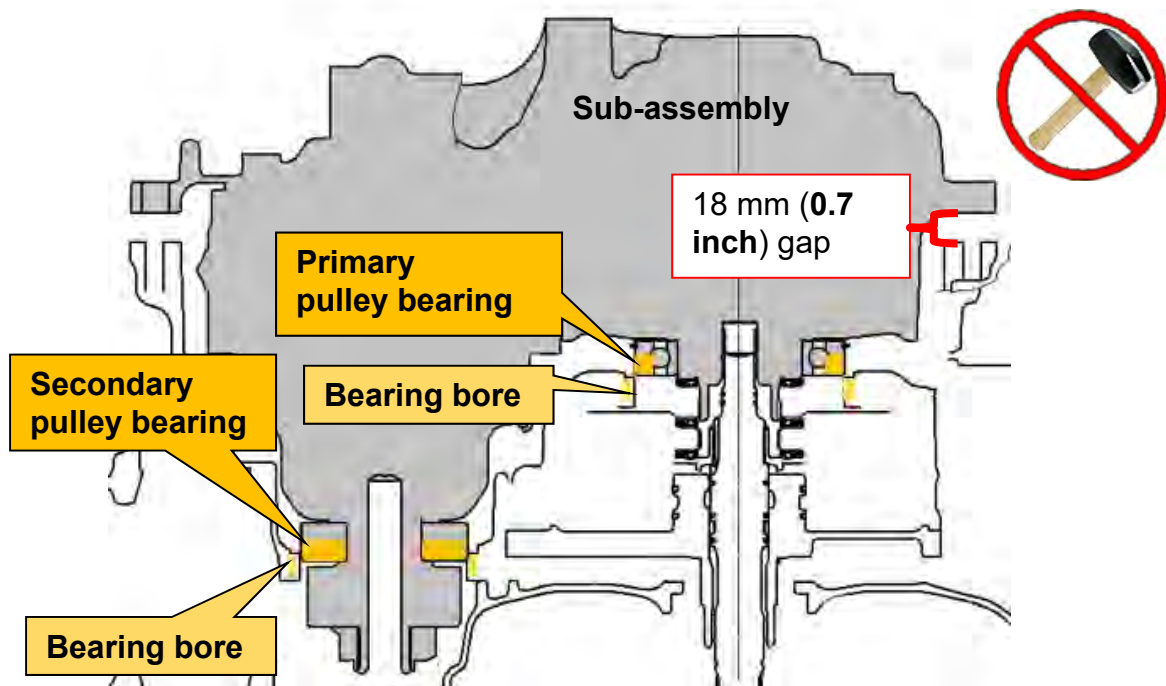 Sub-assembly
18 mm (0.7
inch) gap
Primary
pulley bearing
Bearing bore
Secondary
pulley bearing
Bearing bore